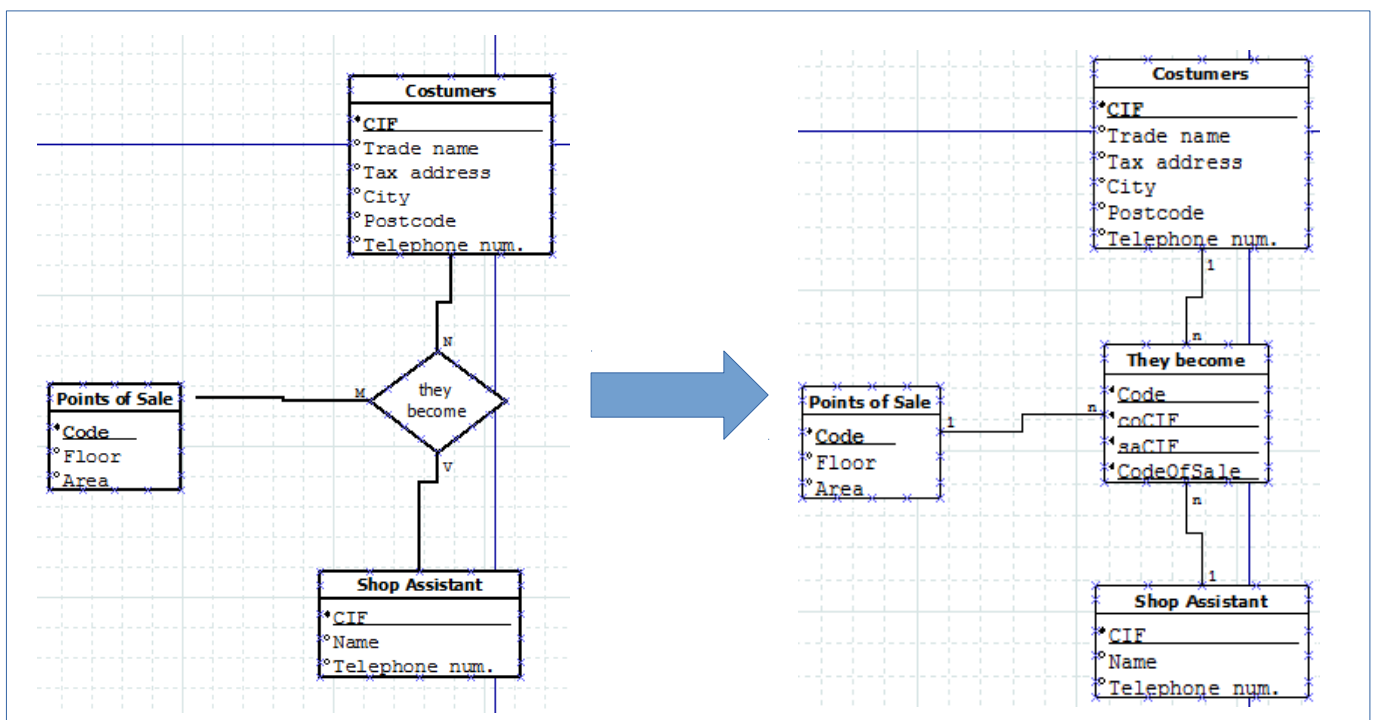 Costumers
CIF
Trade name
Tax address
City
Postcode
Telephone num.
N
they
become
M
V
Points of Sale
Code
Floor
Area
Shop Assistant
CIF
Name
Telephone num.
Costumers
CIF
Trade name
Tax address
City
Postcode
Telephone num.
1
n
They become
Code
coCIF
saCIF
CodeOfSale
n
1
Points of Sale
Code
Floor
Area
1
n
Shop Assistant
CIF
Name
Telephone num.